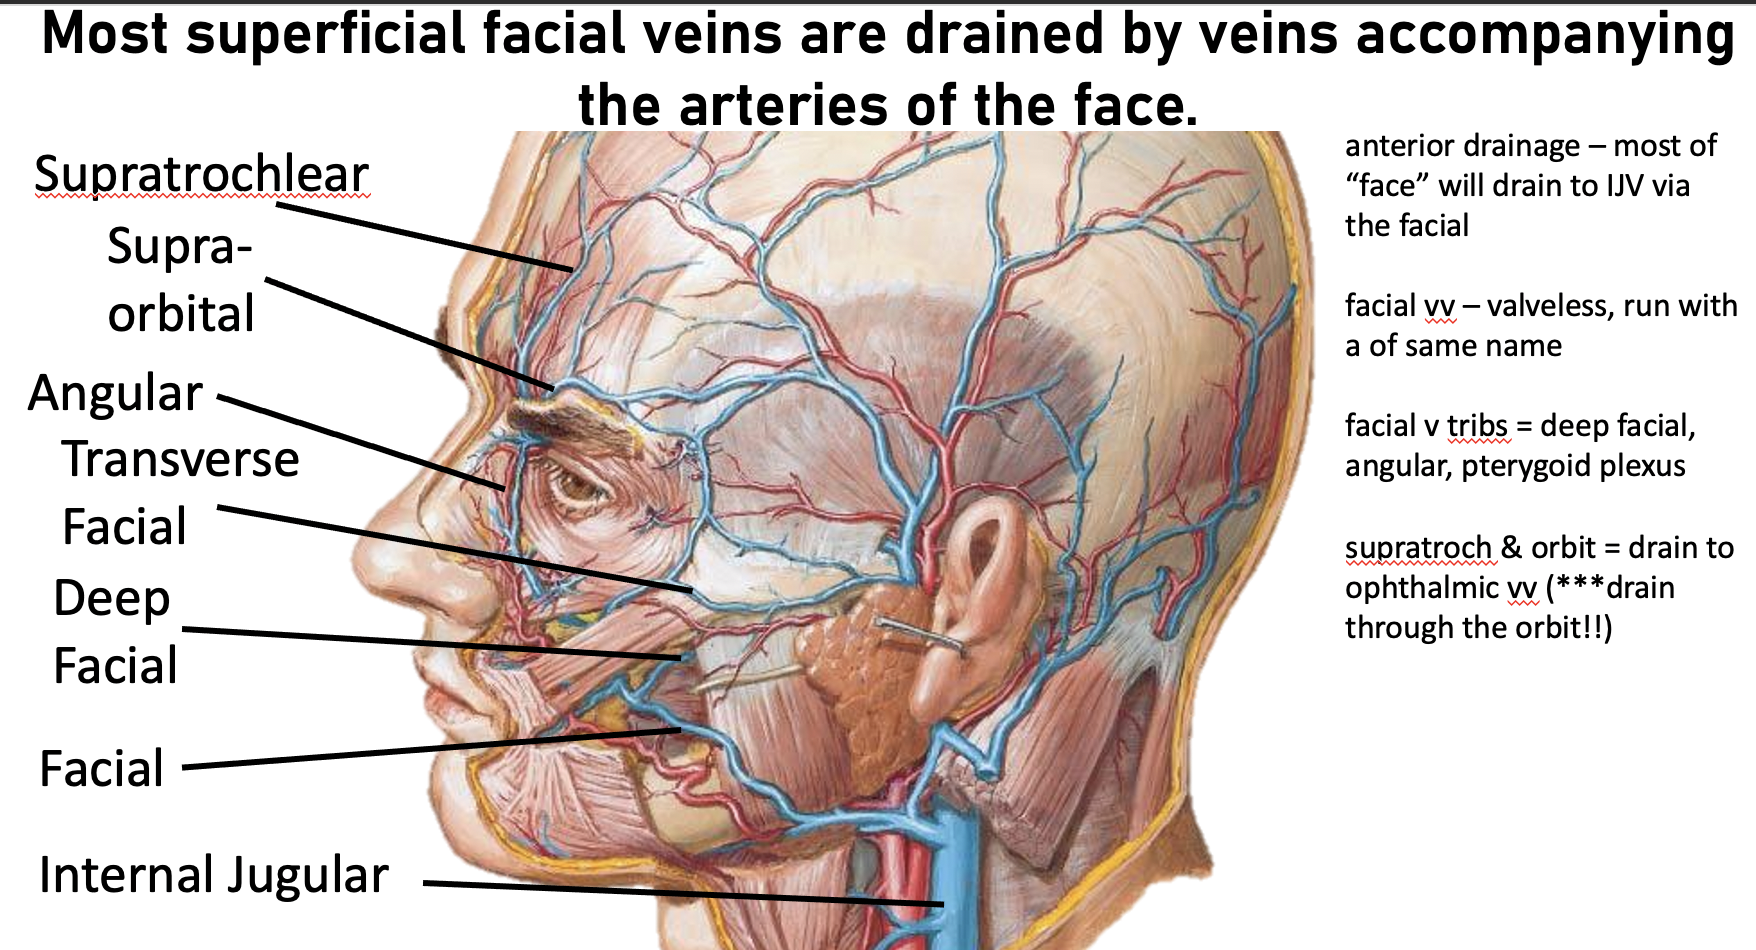 Most superficial facial veins are drained by veins accompanying
the arteries of the face.
Supratrochlear
Supra-
orbital
Angular
Transverse
Facial
Deep
Facial
Facial
Internal Jugular
anterior drainage – most of
“face” will drain to IJV via
the facial
facial vv – valveless, run with
a of same name
facial v tribs = deep facial,
angular, pterygoid plexus
supratroch & orbit = drain to
ophthalmic vv (***drain
through the orbit!!)